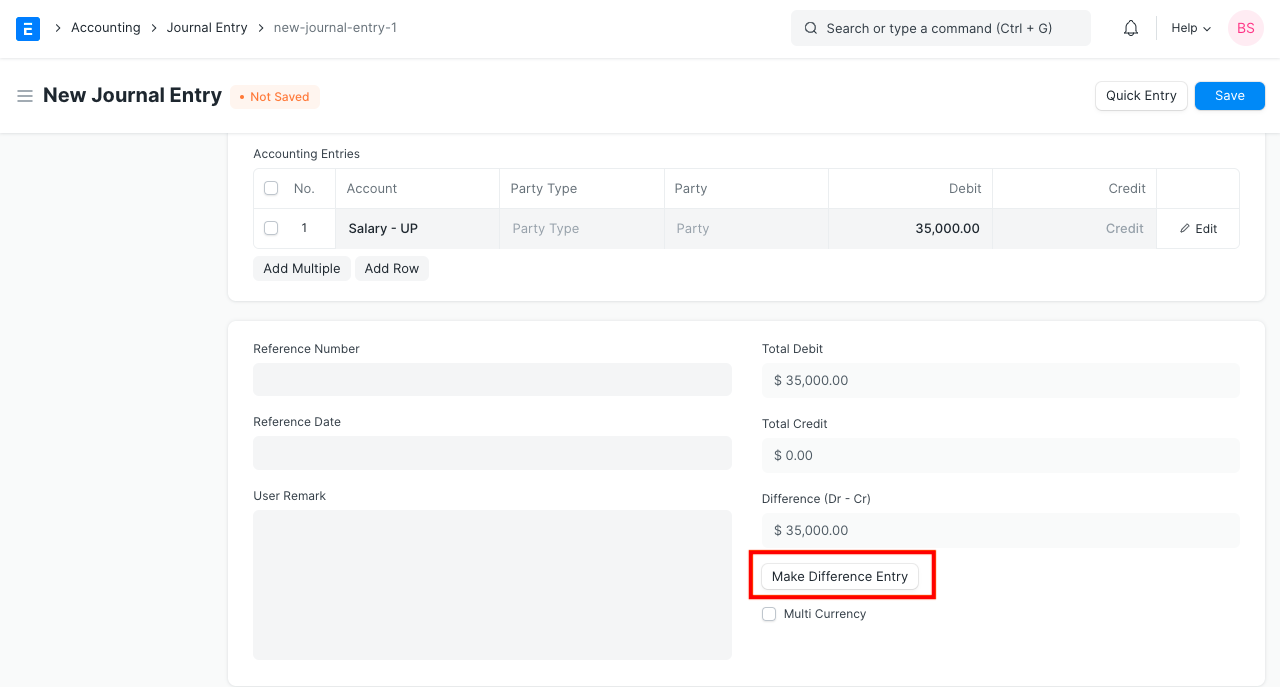 E > Accounting > Journal Entry > new-journal-entry-1 Search or type a command (Ctrl + G) Help BS
New Journal Entry • Not Saved Quick Entry Save
Accounting Entries
No. Account Party Type Party Debit Credit
1 Salary - UP Party Type Party 35,000.00 Credit Edit
Add Multiple Add Row
Reference Number
Reference Date
User Remark
Total Debit
$ 35,000.00
Total Credit
$ 0.00
Difference (Dr - Cr)
$ 35,000.00
Make Difference Entry
Multi Currency